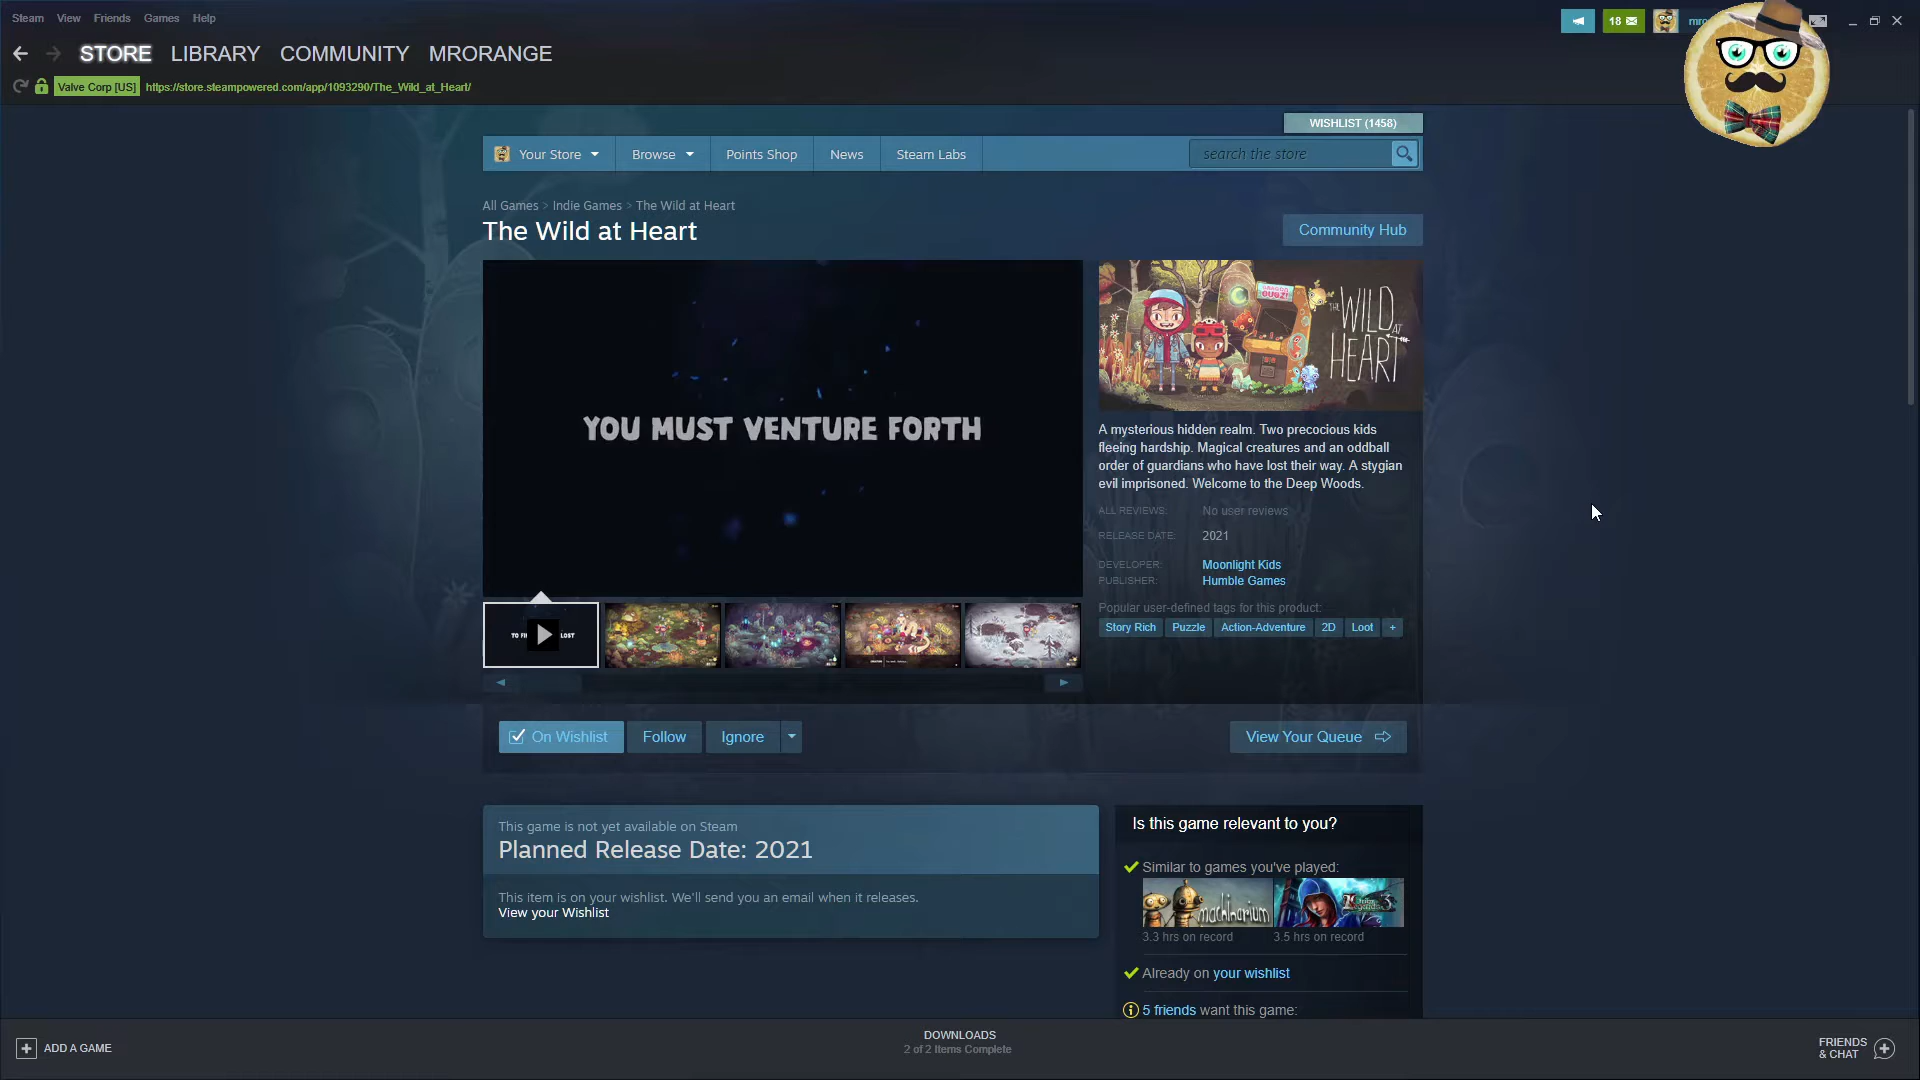 Steam View Friends Games Help
18
STORE LIBRARY COMMUNITY MRORANGE
Valve Corp [US] https://store.steampowered.com/app/1093290/The_Wild_at_Heart/
WISHLIST (1458)
Your Store Browse Points Shop News Steam Labs search the store
All Games > Indie Games > The Wild at Heart
The Wild at Heart
Community Hub
YOU MUST VENTURE FORTH
THE WILD AT HEART
A mysterious hidden realm. Two precocious kids
fleeing hardship. Magical creatures and an oddball
order of guardians who have lost their way. A stygian
evil imprisoned. Welcome to the Deep Woods.
ALL REVIEWS: No user reviews
RELEASE DATE: 2021
DEVELOPER: Moonlight Kids
PUBLISHER: Humble Games
Popular user-defined tags for this product:
Story Rich Puzzle Action-Adventure 2D Loot +
LOST
On Wishlist Follow Ignore View Your Queue
This game is not yet available on Steam
Planned Release Date: 2021
This item is on your wishlist. We'll send you an email when it releases.
View your Wishlist
Is this game relevant to you?
Similar to games you've played:
machinarium
3.3 hrs on record 3.5 hrs on record
Already on your wishlist
5 friends want this game:
ADD A GAME
DOWNLOADS
2 of 2 Items Complete
FRIENDS
& CHAT